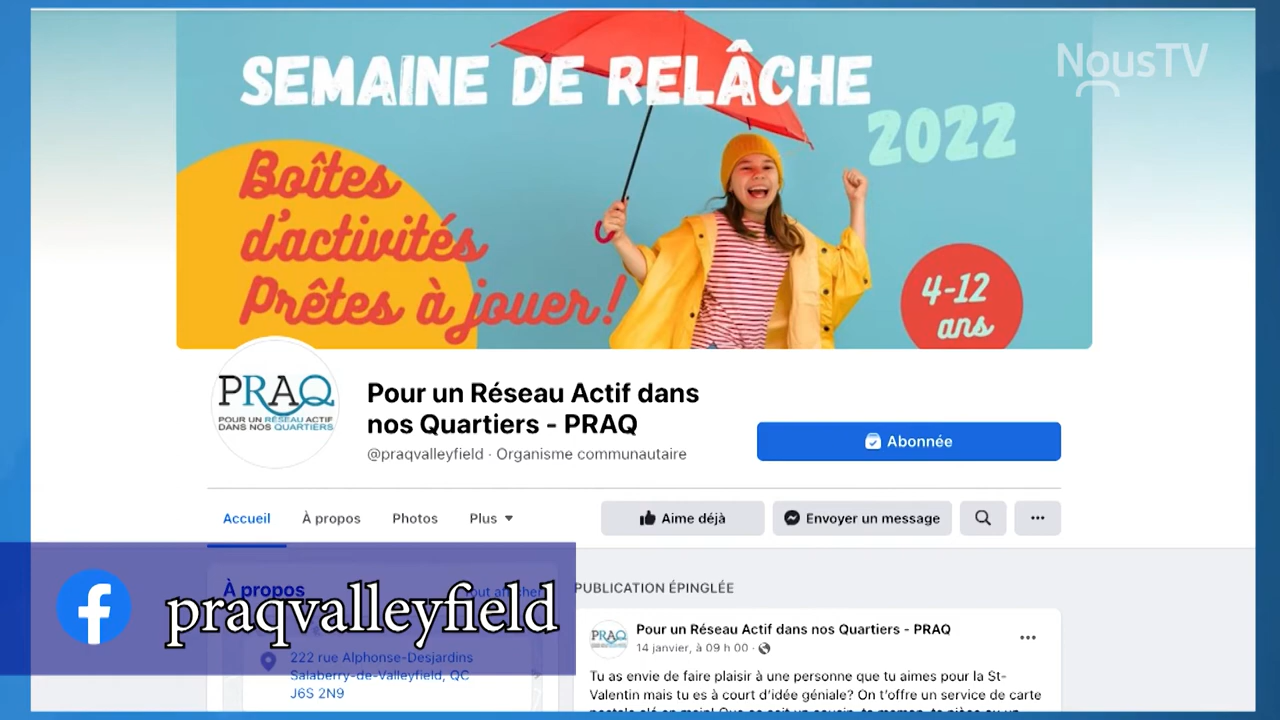 NousTV
SEMAINE DE RELÂCHE
2022
Boîtes
d'activités
Prêtes à jouer!
4-12
ans
PRAQ
POUR UN RÉSEAU ACTIF
DANS NOS QUARTIERS
Pour un Réseau Actif dans
nos Quartiers - PRAQ
@praqvalleyfield · Organisme communautaire
Abonnée
Accueil À propos Photos Plus
Aime déjà Envoyer un message
À propos Tout afficher
praqvalleyfield
222 rue Alphonse-Desjardins
Salaberry-de-Valleyfield, QC
J6S 2N9
PUBLICATION ÉPINGLÉE
PRAQ
Pour un Réseau Actif dans nos Quartiers - PRAQ
14 janvier, à 09 h 00 ·
Tu as envie de faire plaisir à une personne que tu aimes pour la St-
Valentin mais tu es à court d'idée géniale? On t'offre un service de carte